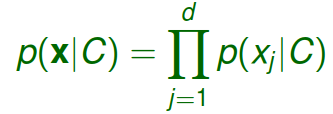 p(𝐱|C) = ∏_{j=1}^{d} p(x_j|C)